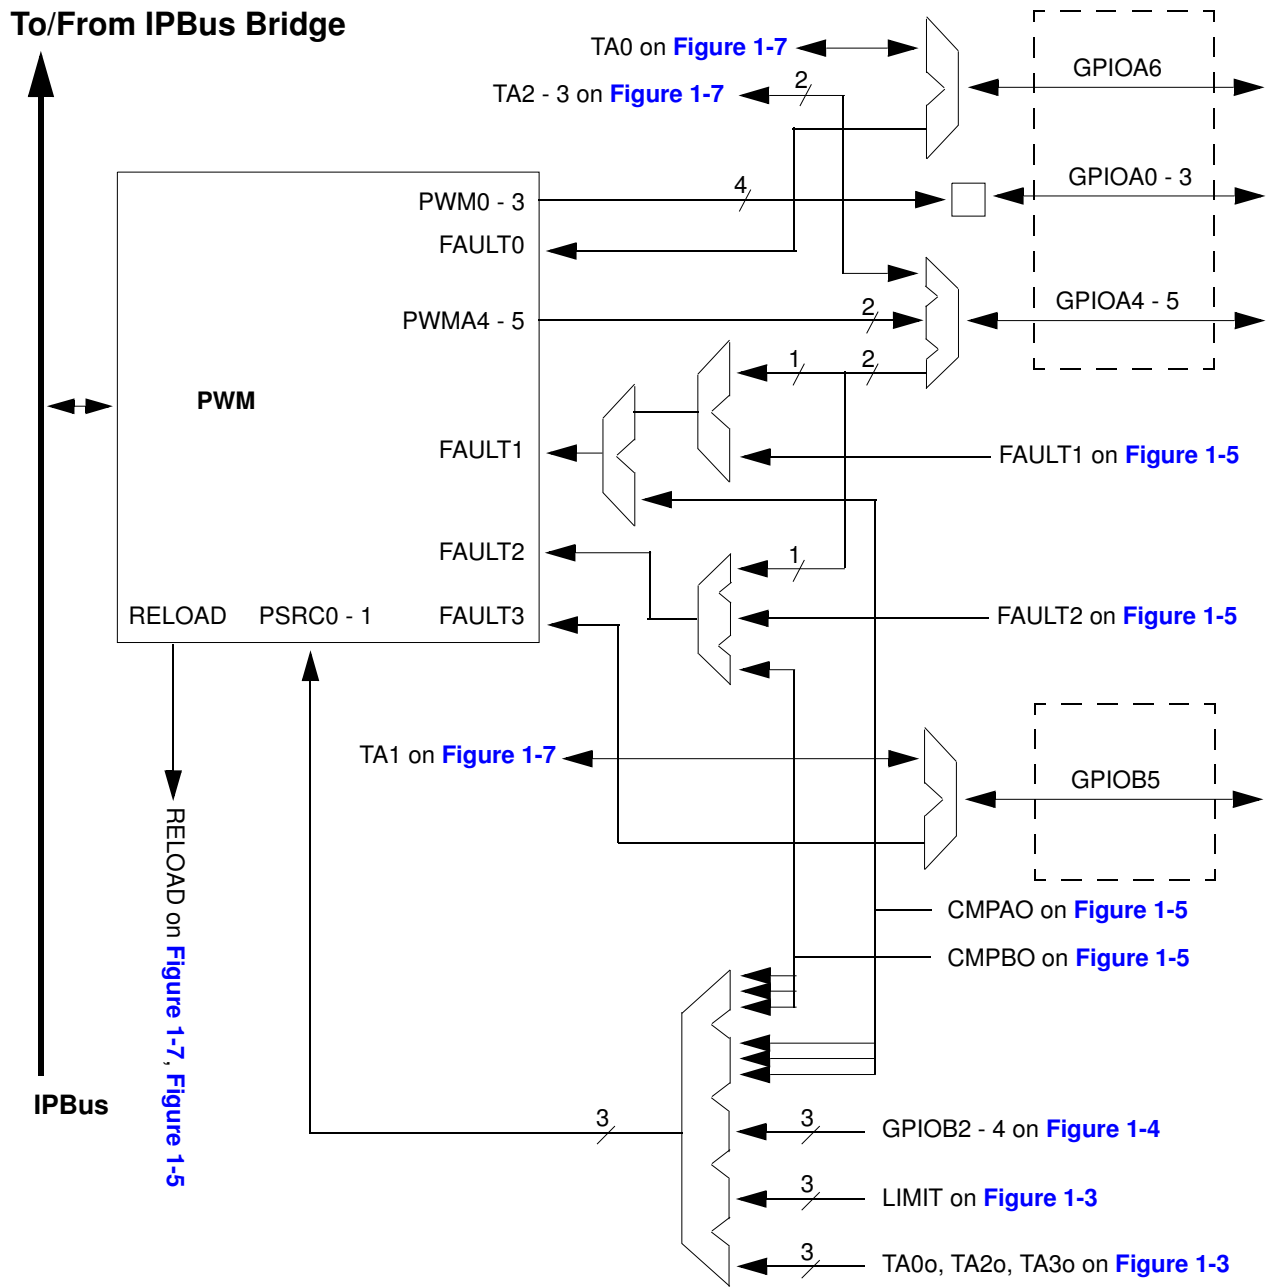 To/From IPBus Bridge
TA0 on Figure 1-7
GPIOA6
TA2 - 3 on Figure 1-7
2
GPIOA0 - 3
PWM0 - 3
4
FAULT0
GPIOA4 - 5
PWMA4 - 5
2
1
2
PWM
FAULT1
FAULT1 on Figure 1-5
FAULT2
1
RELOAD
PSRC0 - 1
FAULT3
FAULT2 on Figure 1-5
TA1 on Figure 1-7
GPIOB5
RELOAD on Figure 1-7, Figure 1-5
CMPAO on Figure 1-5
CMPBO on Figure 1-5
IPBus
3
3
GPIOB2 - 4 on Figure 1-4
3
LIMIT on Figure 1-3
3
TA0o, TA2o, TA3o on Figure 1-3